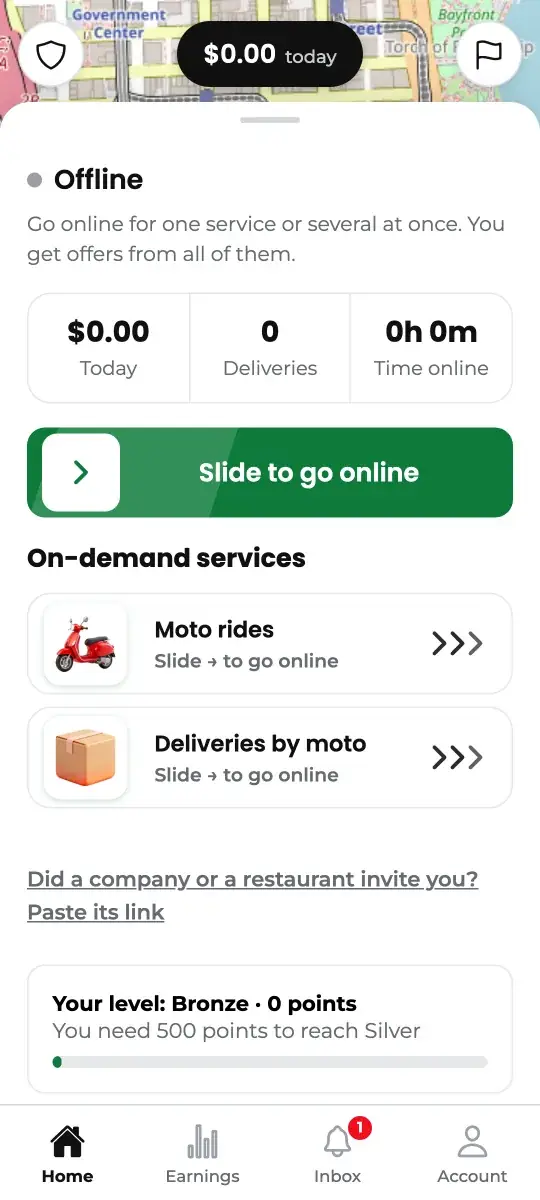 Government
Center
Bayfront
$0.00 today
Torch of
Offline
Go online for one service or several at once. You
get offers from all of them.
$0.00
0
0h 0m
Today
Deliveries
Time online
Slide to go online
On-demand services
Moto rides
Slide → to go online
Deliveries by moto
Slide → to go online
Did a company or a restaurant invite you?
Paste its link
Your level: Bronze · 0 points
You need 500 points to reach Silver
1
Home
Earnings
Inbox
Account